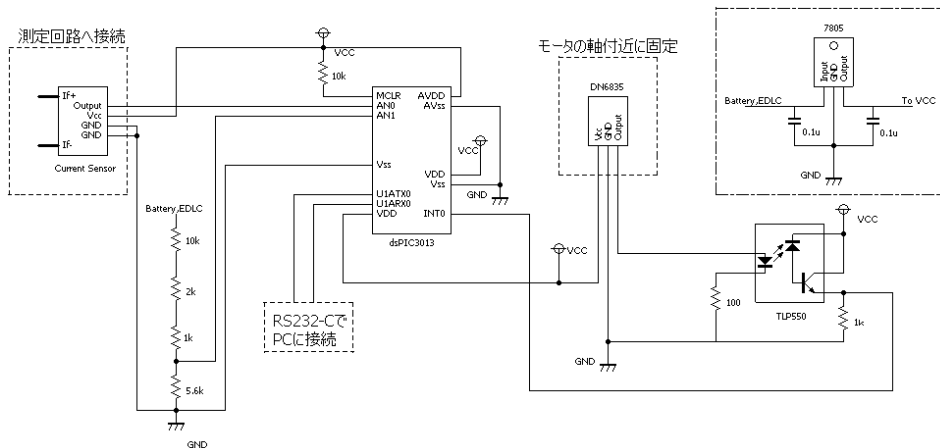 測定回路へ接続
If+
Output
Vcc
GND
GND
If-
Current Sensor
VCC
10k
MCLR
AN0
AN1
Vss
U1ATX0
U1ARX0
VDD
AVDD
AVss
VDD
Vss
INT0
dsPIC3013
VCC
GND
Battery,EDLC
10k
2k
1k
5.6k
GND
RS232-Cで
PCに接続
モータの軸付近に固定
DN6835
Vcc
GND
Output
VCC
GND
100
TLP550
VCC
1k
7805
Input
GND
Output
Battery,EDLC
To VCC
0.1u
0.1u
GND